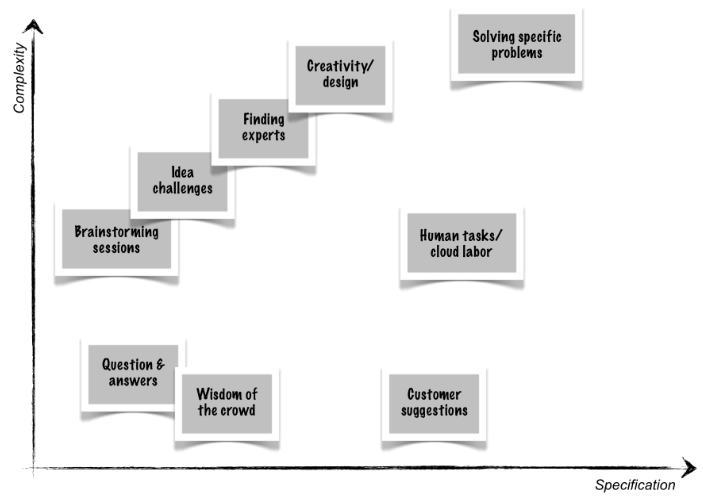 Complexity
Solving specific
problems
Creativity/
design
Finding
experts
Idea
challenges
Brainstorming
sessions
Human tasks/
cloud labor
Question &
answers
Wisdom of
the crowd
Customer
suggestions
Specification